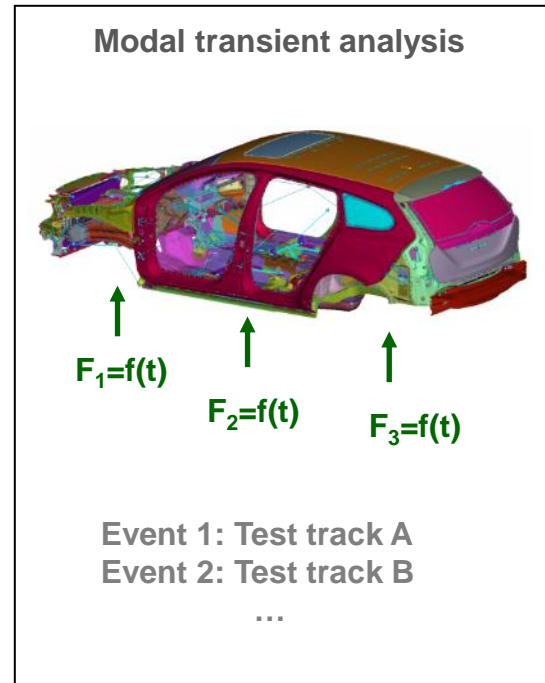 Modal transient analysis
F₁=f(t)
F₂=f(t)
F₃=f(t)
Event 1: Test track A
Event 2: Test track B
…